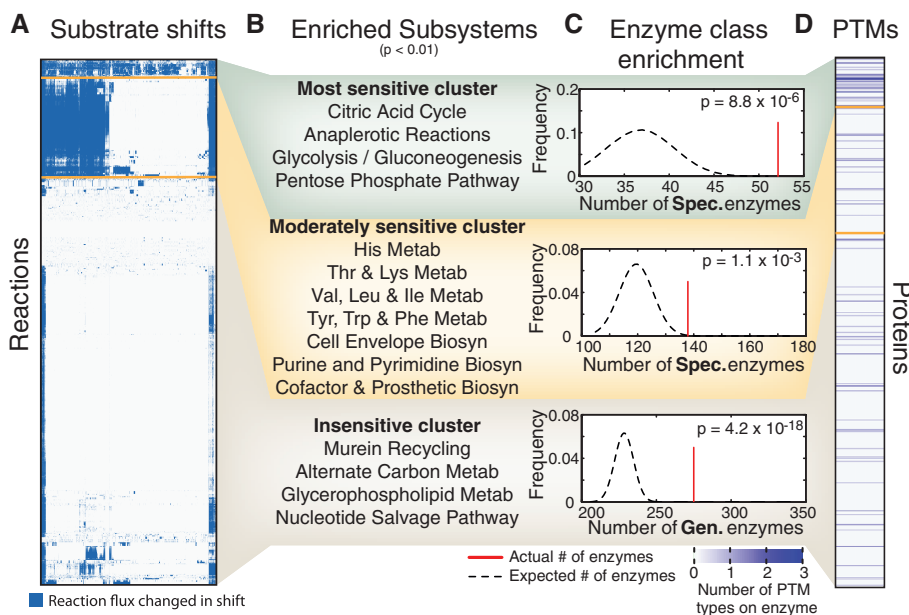 A Substrate shifts
Reactions
Reaction flux changed in shift
B Enriched Subsystems
(p < 0.01)
Most sensitive cluster
Citric Acid Cycle
Anaplerotic Reactions
Glycolysis / Gluconeogenesis
Pentose Phosphate Pathway
Moderately sensitive cluster
His Metab
Thr & Lys Metab
Val, Leu & Ile Metab
Tyr, Trp & Phe Metab
Cell Envelope Biosyn
Purine and Pyrimidine Biosyn
Cofactor & Prosthetic Biosyn
Insensitive cluster
Murein Recycling
Alternate Carbon Metab
Glycerophospholipid Metab
Nucleotide Salvage Pathway
C Enzyme class
enrichment
Frequency
0.2
0.1
0
p = 8.8 x 10-6
30 35 40 45 50 55
Number of Spec. enzymes
Frequency
0.08
0.04
0
p = 1.1 x 10-3
100 120 140 160 180
Number of Spec. enzymes
Frequency
0.08
0.04
0
p = 4.2 x 10-18
200 250 300 350
Number of Gen. enzymes
Actual # of enzymes
Expected # of enzymes
D PTMs
Proteins
0 1 2 3
Number of PTM
types on enzyme